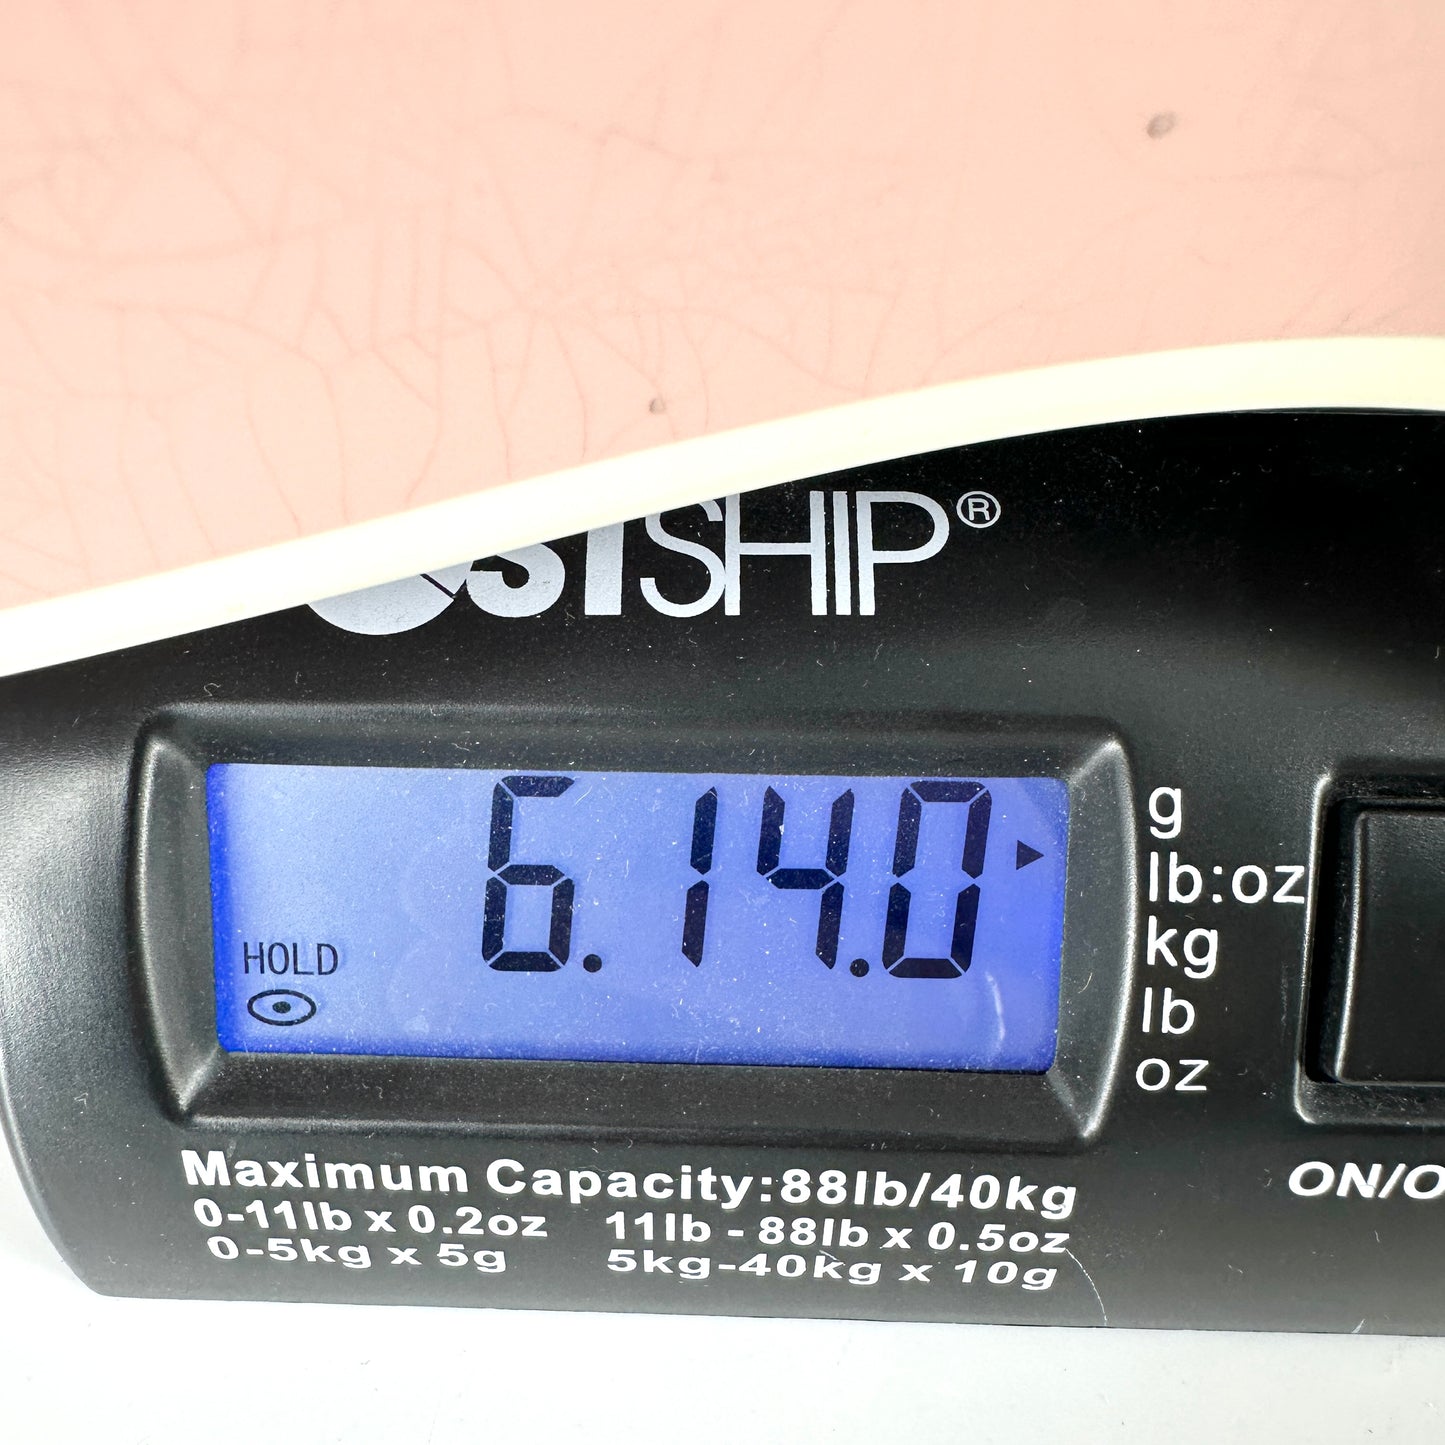 STSHIP®
6.14.0
HOLD
g
lb:oz
kg
lb
oz
Maximum Capacity:88lb/40kg
0-11lb x 0.2oz 11lb - 88lb x 0.5oz
0-5kg x 5g 5kg-40kg x 10g
ON/O